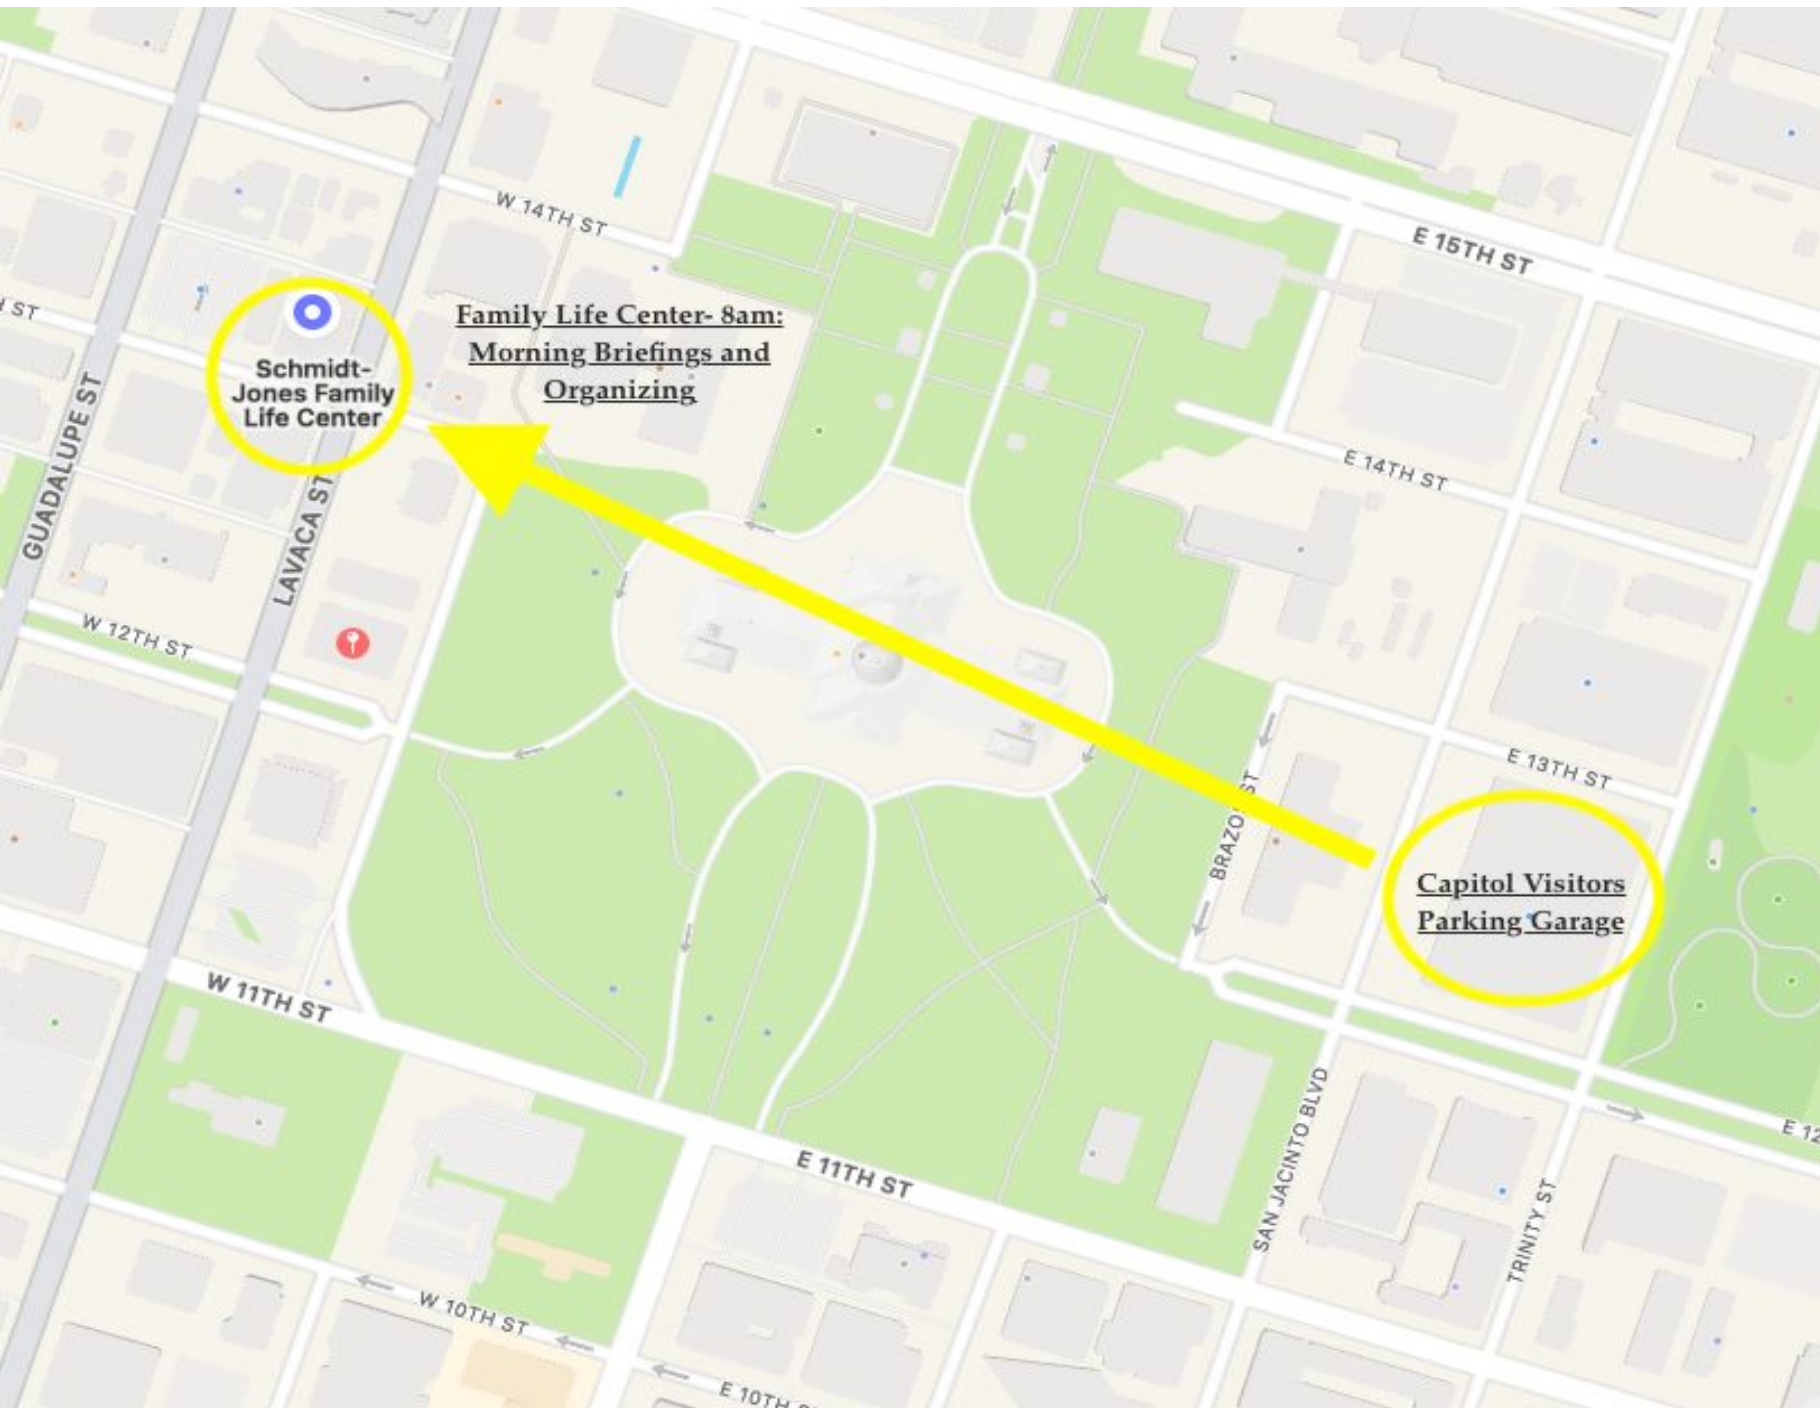 W 14TH ST
E 15TH ST
H ST
Family Life Center- 8am:
Morning Briefings and
Organizing
Schmidt-
Jones Family
Life Center
GUADALUPE ST
LAVACA ST
E 14TH ST
W 12TH ST
E 13TH ST
BRAZO ST
Capitol Visitors
Parking Garage
W 11TH ST
E 11TH ST
SAN JACINTO BLVD
TRINITY ST
E 12
W 10TH ST
E 10TH